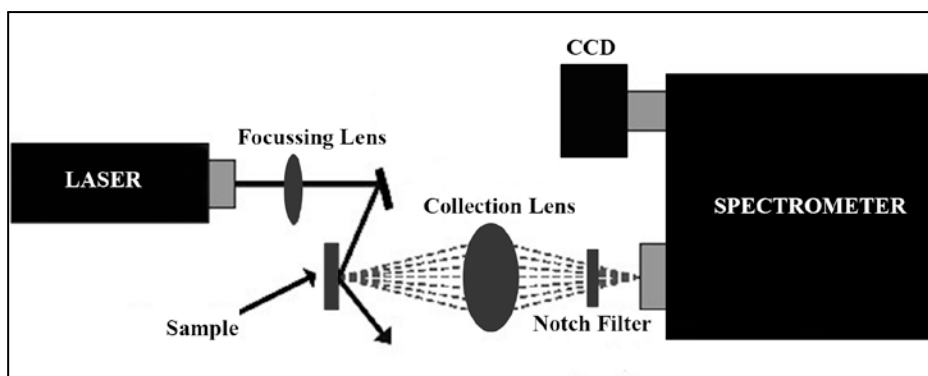 CCD
Focussing Lens
LASER
Collection Lens
SPECTROMETER
Sample
Notch Filter